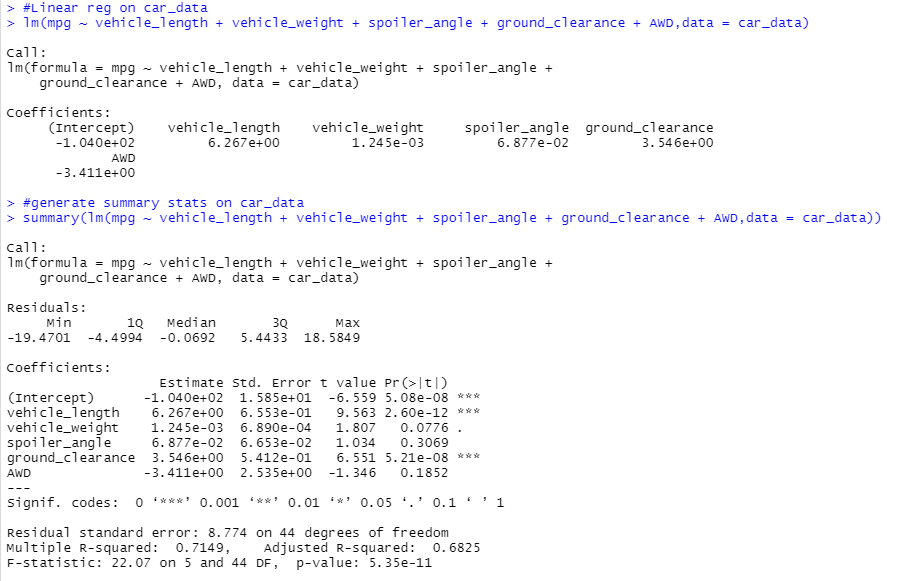 > #Linear reg on car_data
> lm(mpg ~ vehicle_length + vehicle_weight + spoiler_angle + ground_clearance + AWD,data = car_data)
Call:
lm(formula = mpg ~ vehicle_length + vehicle_weight + spoiler_angle +
    ground_clearance + AWD, data = car_data)
Coefficients:
     (Intercept)    vehicle_length    vehicle_weight     spoiler_angle  ground_clearance
      -1.040e+02         6.267e+00         1.245e-03         6.877e-02         3.546e+00
             AWD
      -3.411e+00
> #generate summary stats on car_data
> summary(lm(mpg ~ vehicle_length + vehicle_weight + spoiler_angle + ground_clearance + AWD,data = car_data))
Call:
lm(formula = mpg ~ vehicle_length + vehicle_weight + spoiler_angle +
    ground_clearance + AWD, data = car_data)
Residuals:
     Min       1Q   Median       3Q      Max
-19.4701  -4.4994  -0.0692   5.4433  18.5849
Coefficients:
                   Estimate Std. Error t value Pr(>|t|)
(Intercept)      -1.040e+02  1.585e+01  -6.559 5.08e-08 ***
vehicle_length    6.267e+00  6.553e-01   9.563 2.60e-12 ***
vehicle_weight    1.245e-03  6.890e-04   1.807   0.0776 .
spoiler_angle     6.877e-02  6.653e-02   1.034   0.3069
ground_clearance  3.546e+00  5.412e-01   6.551 5.21e-08 ***
AWD              -3.411e+00  2.535e+00  -1.346   0.1852
---
Signif. codes:  0 ‘***’ 0.001 ‘**’ 0.01 ‘*’ 0.05 ‘.’ 0.1 ‘ ’ 1
Residual standard error: 8.774 on 44 degrees of freedom
Multiple R-squared:  0.7149,    Adjusted R-squared:  0.6825
F-statistic: 22.07 on 5 and 44 DF,  p-value: 5.35e-11